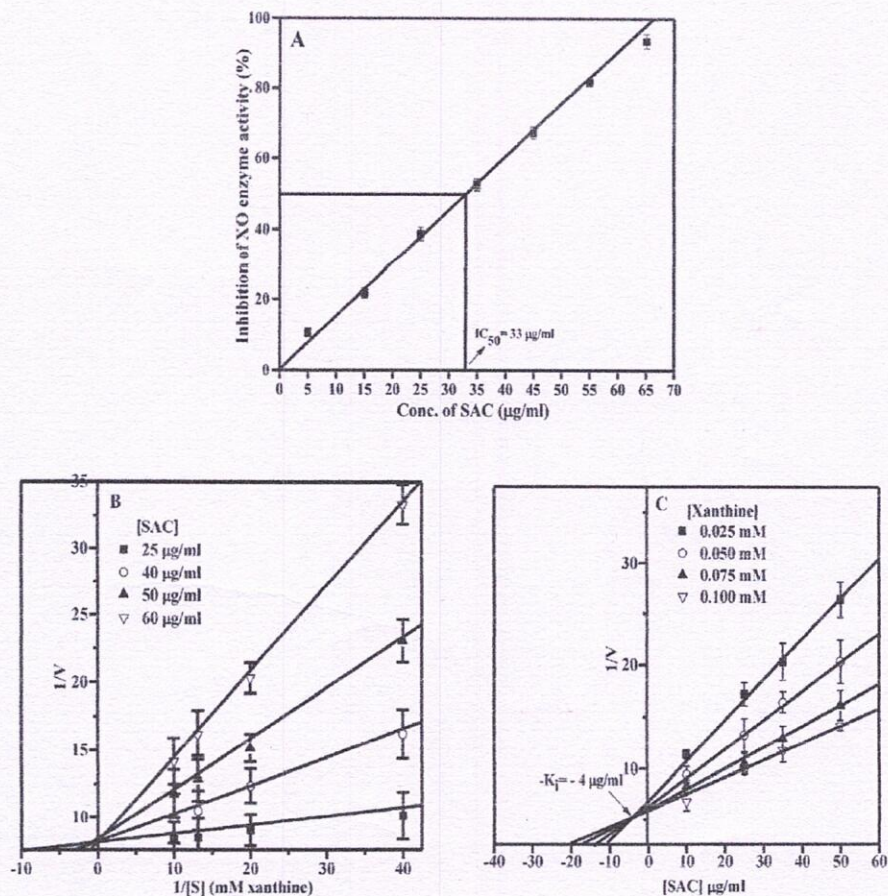 A
Inhibition of XO enzyme activity (%)
100
80
60
40
20
0
IC50= 33 µg/ml
0 5 10 15 20 25 30 35 40 45 50 55 60 65 70
Conc. of SAC (µg/ml)
B
[SAC]
25 µg/ml
40 µg/ml
50 µg/ml
60 µg/ml
1/V
35
30
25
20
15
10
-10 0 10 20 30 40
1/[S] (mM xanthine)
C
[Xanthine]
0.025 mM
0.050 mM
0.075 mM
0.100 mM
1/V
30
20
10
-Ki= - 4 µg/ml
-40 -30 -20 -10 0 10 20 30 40 50 60
[SAC] µg/ml